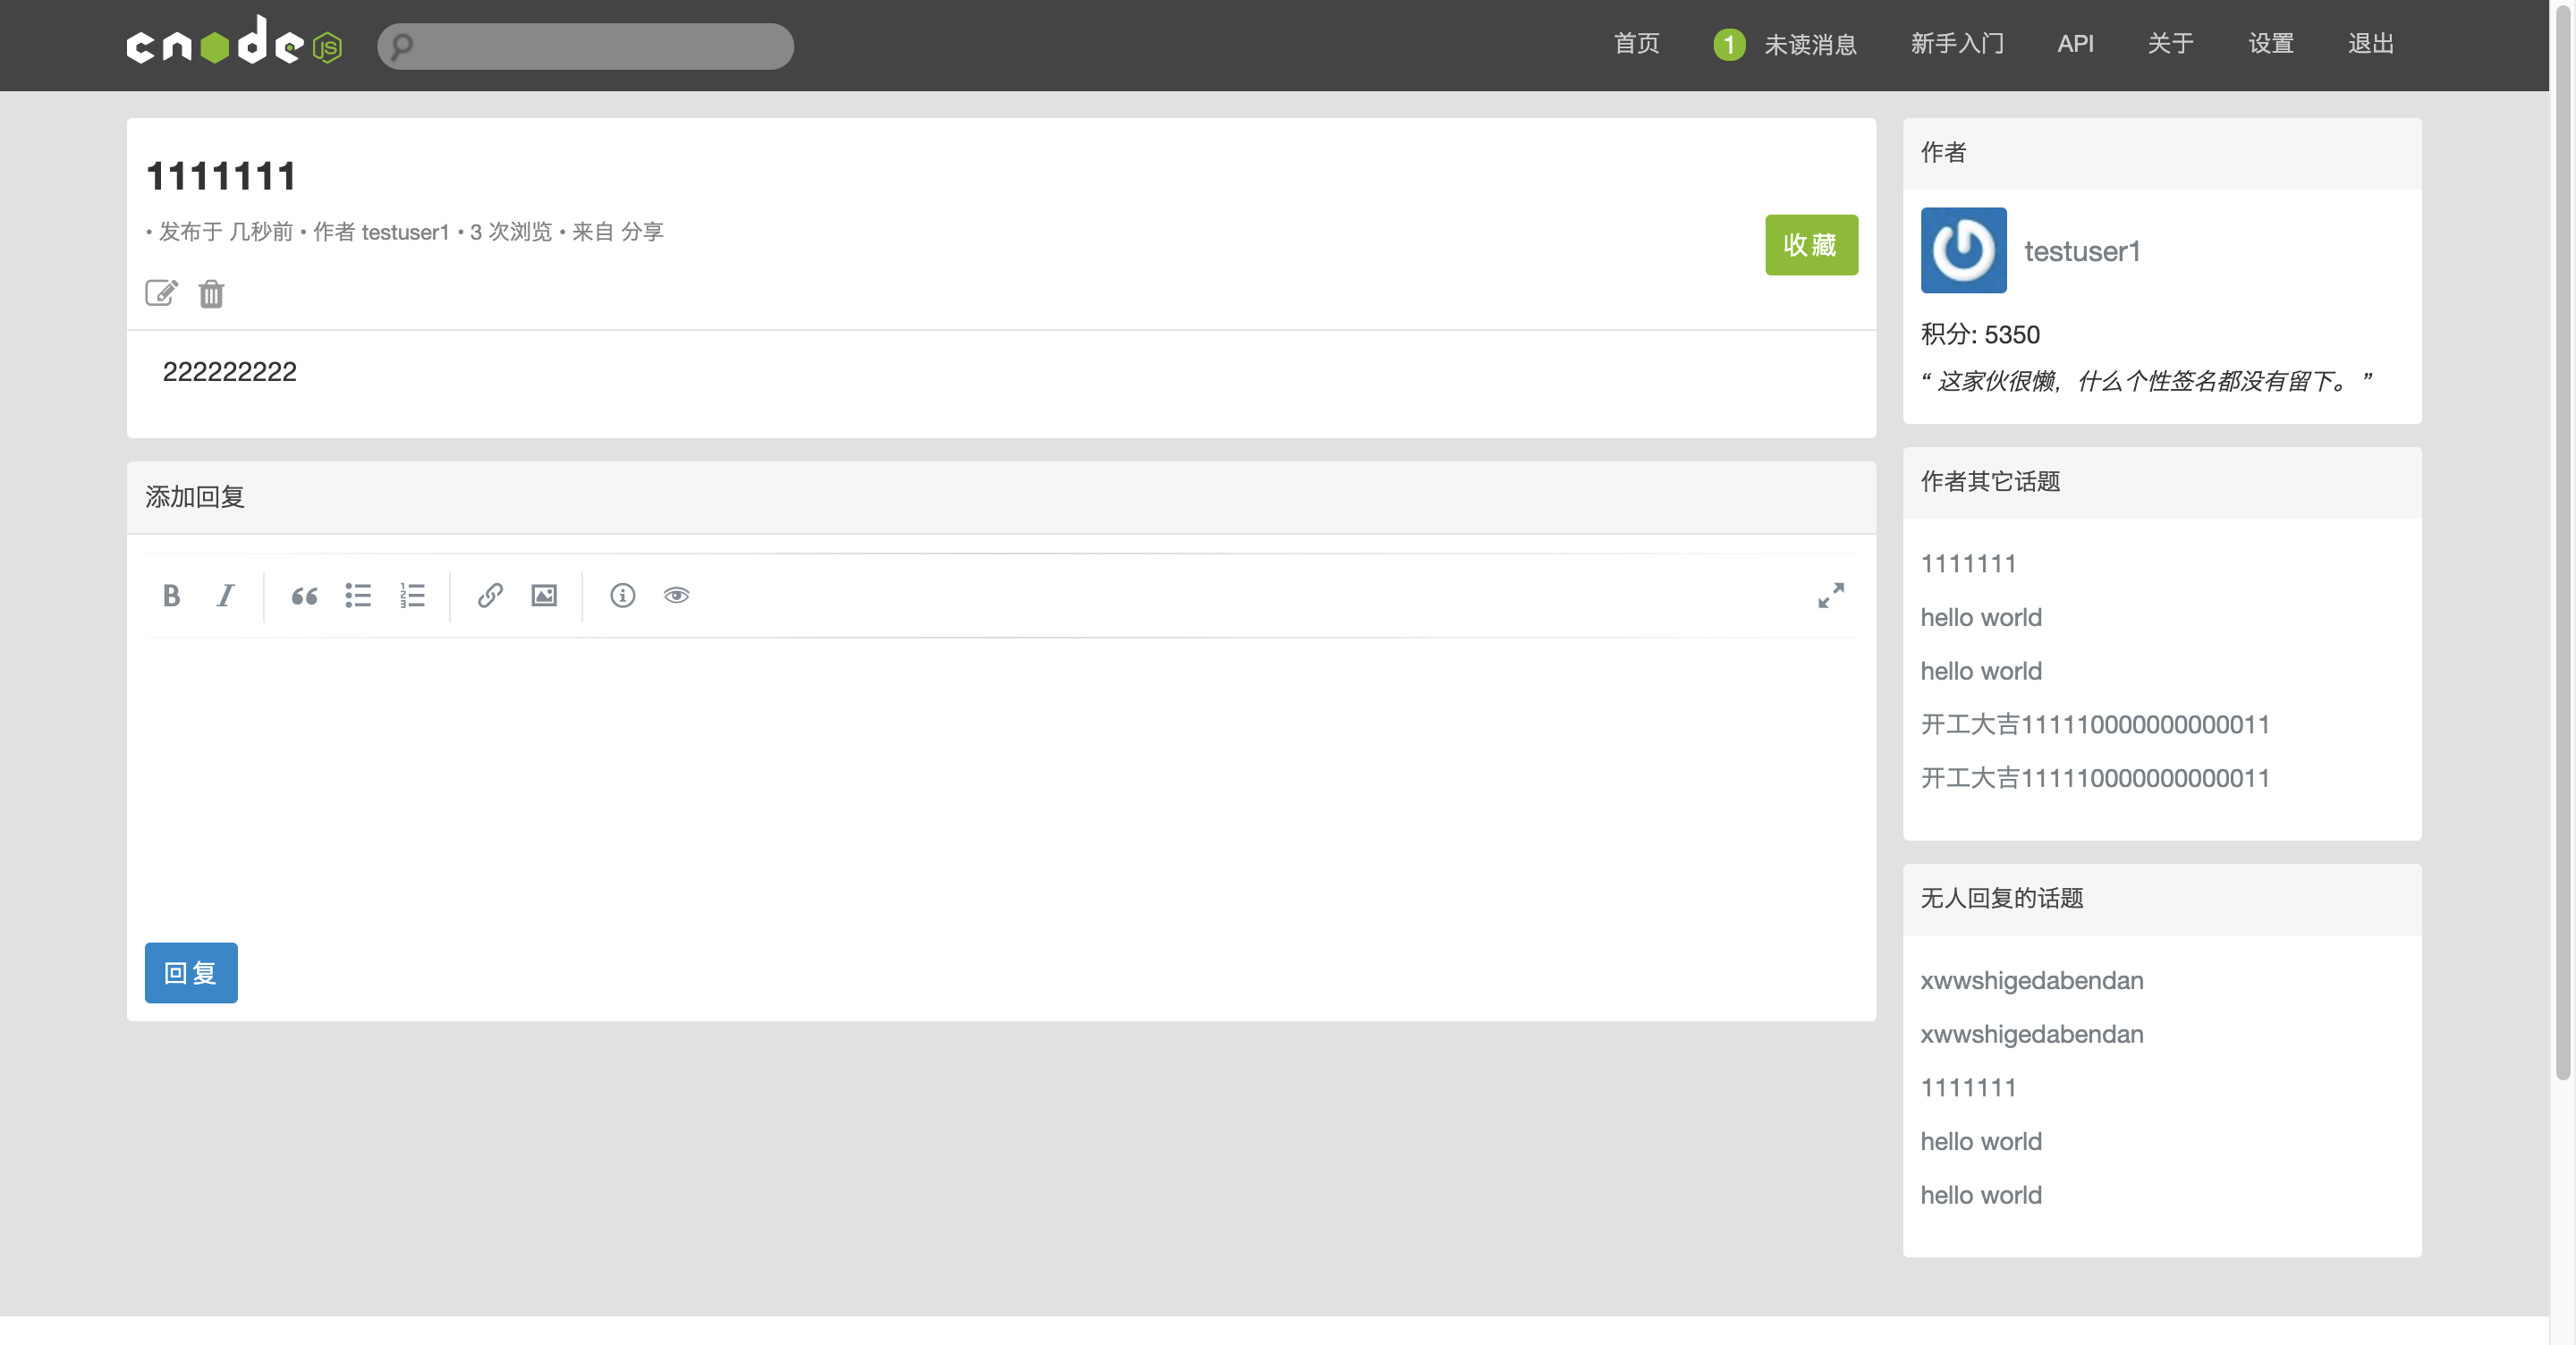 cnode JS
首页
1 未读消息
新手入门
API
关于
设置
退出
1111111
• 发布于 几秒前 • 作者 testuser1 • 3 次浏览 • 来自 分享
收藏
222222222
添加回复
B I
回复
作者
testuser1
积分: 5350
“ 这家伙很懒，什么个性签名都没有留下。 ”
作者其它话题
1111111
hello world
hello world
开工大吉111110000000000011
开工大吉111110000000000011
无人回复的话题
xwwshigedabendan
xwwshigedabendan
1111111
hello world
hello world